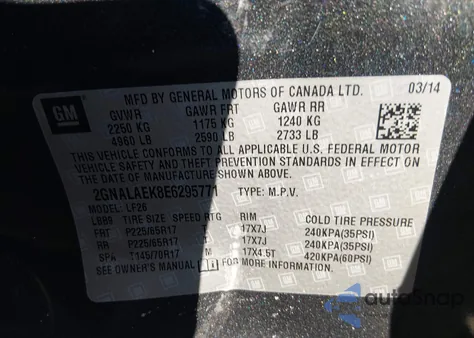 MFD BY GENERAL MOTORS OF CANADA LTD. 03/14
GM
GVWR GAWR FRT GAWR RR
2250 KG 1175 KG 1240 KG
4960 LB 2590 LB 2733 LB
THIS VEHICLE CONFORMS TO ALL APPLICABLE U.S. FEDERAL MOTOR
VEHICLE SAFETY AND THEFT PREVENTION STANDARDS IN EFFECT ON
THE DATE OF MANUFACTURE SHOWN ABOVE.
2GNALAEK8E6295771 TYPE: M.P.V.
MODEL: LF26
TIRE SIZE SPEED RTG RIM COLD TIRE PRESSURE
FRT P225/65R17 T 17X7J 240KPA(35PSI)
RR P225/65R17 T 17X7J 240KPA(35PSI)
SPA T145/70R17 M 17X4.5T 420KPA(60PSI)
SEE OWNER'S MANUAL FOR MORE INFORMATION.
autoSnap